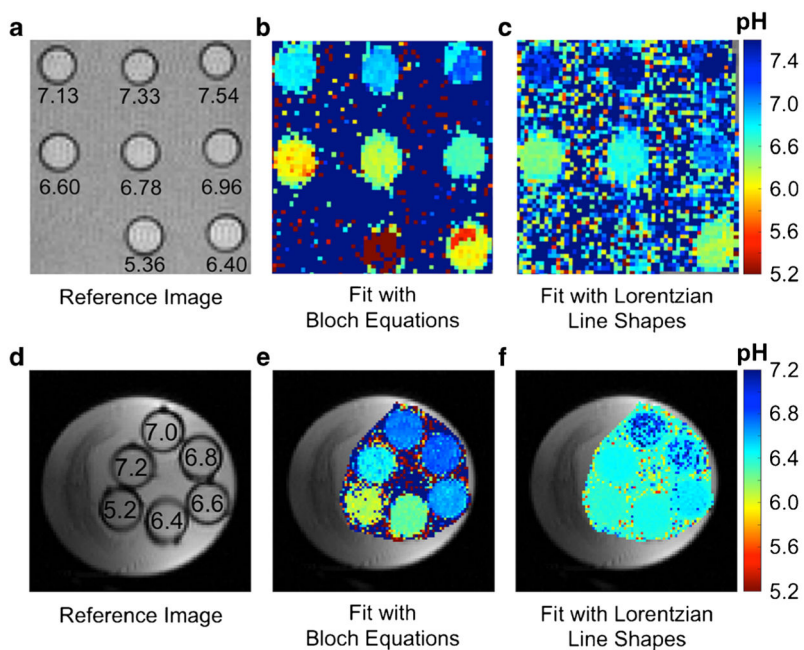 a
b
c
pH
7.13 7.33 7.54
6.60 6.78 6.96
5.36 6.40
7.4
7.0
6.6
6.4
6.0
5.6
5.2
Reference Image
Fit with
Bloch Equations
Fit with Lorentzian
Line Shapes
d
e
f
pH
7.0
7.2 6.8
5.2 6.4 6.6
7.2
6.8
6.4
6.0
5.6
5.2
Reference Image
Fit with
Bloch Equations
Fit with Lorentzian
Line Shapes